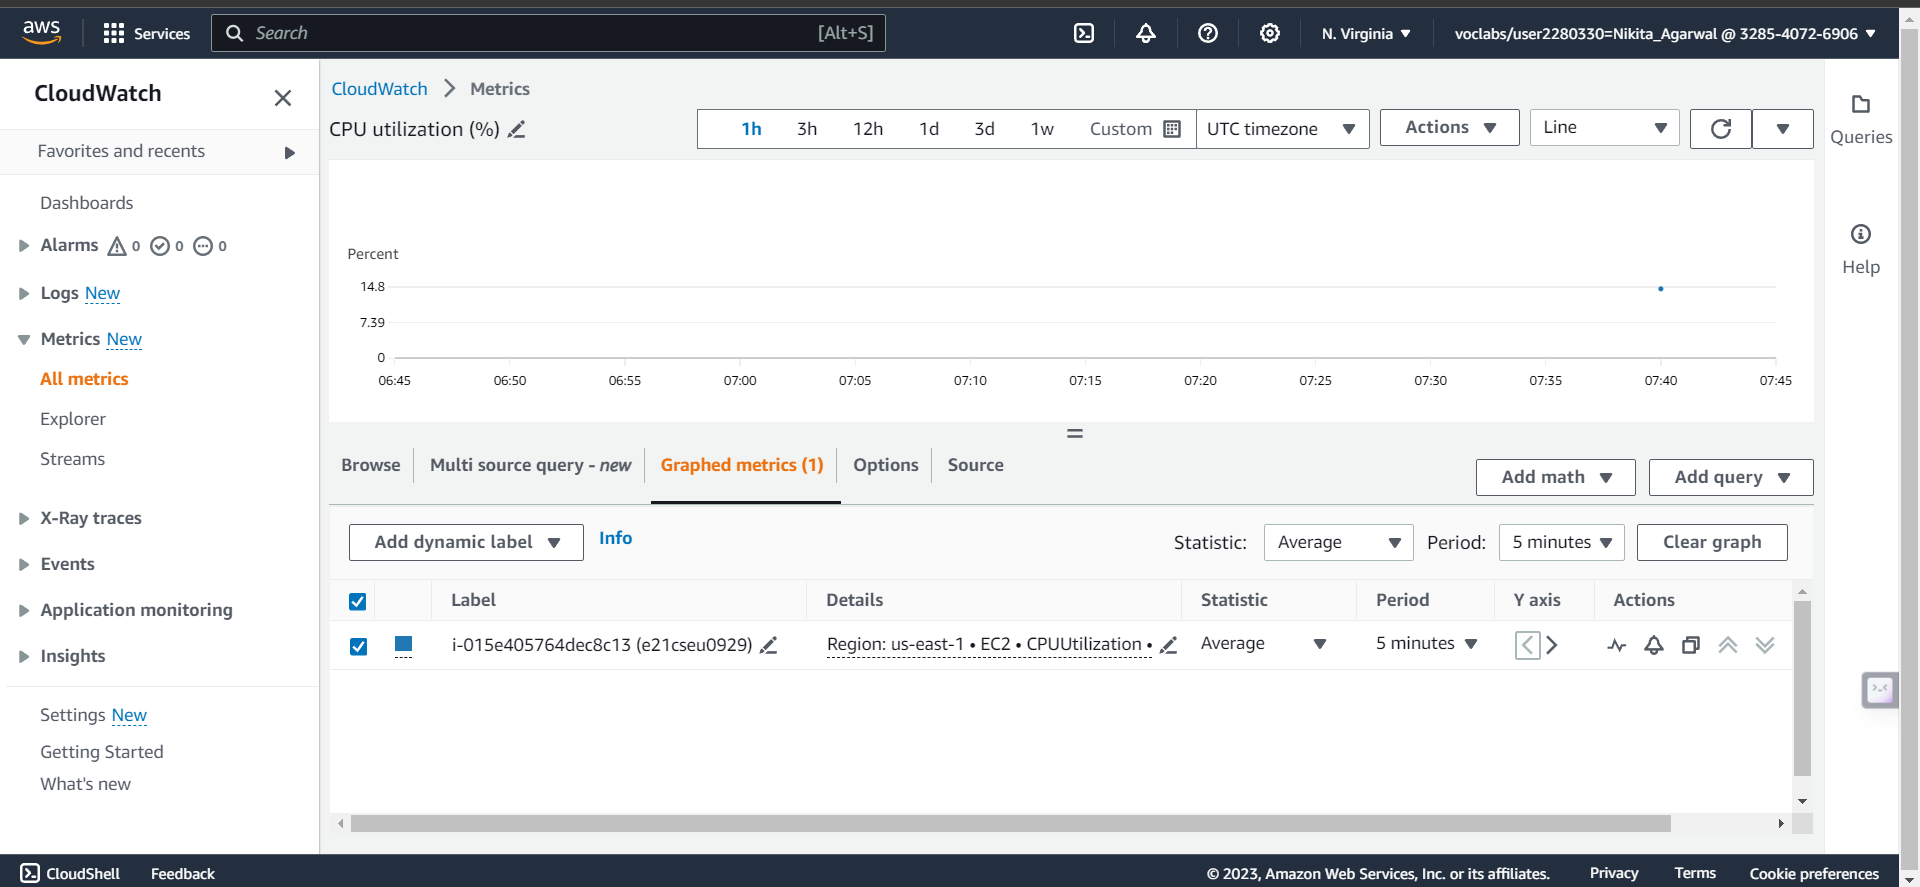 aws
Services
Search
[Alt+S]
N. Virginia
voclabs/user2280330=Nikita_Agarwal @ 3285-4072-6906
CloudWatch
Favorites and recents
Dashboards
Alarms 0 0 0
Logs New
Metrics New
All metrics
Explorer
Streams
X-Ray traces
Events
Application monitoring
Insights
Settings New
Getting Started
What's new
CloudWatch Metrics
CPU utilization (%)
1h 3h 12h 1d 3d 1w Custom UTC timezone Actions Line
Queries
Help
Percent
14.8
7.39
0
06:45 06:50 06:55 07:00 07:05 07:10 07:15 07:20 07:25 07:30 07:35 07:40 07:45
Browse Multi source query - new Graphed metrics (1) Options Source
Add math Add query
Add dynamic label Info Statistic: Average Period: 5 minutes Clear graph
Label Details Statistic Period Y axis Actions
i-015e405764dec8c13 (e21cseu0929) Region: us-east-1 • EC2 • CPUUtilization • Average 5 minutes
CloudShell Feedback © 2023, Amazon Web Services, Inc. or its affiliates. Privacy Terms Cookie preferences